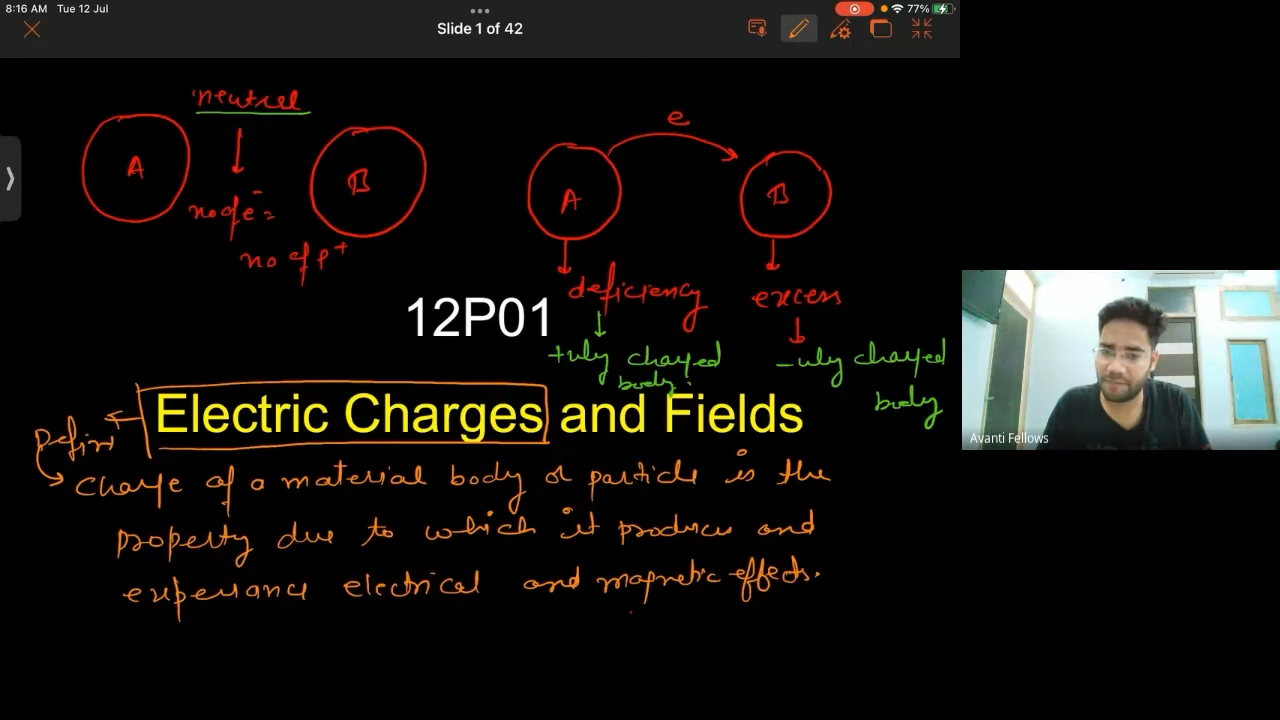 8:16 AM Tue 12 Jul
77%
Slide 1 of 42
neutral
A
B
no of e⁻ =
no of p⁺
e
A
B
deficiency
excess
+vely charged
body.
-vely charged
body
12P01
Electric Charges and Fields
Define
Charge of a material body or particle is the
property due to which it produces and
experiance electrical and magnetic effects.
Avanti Fellows